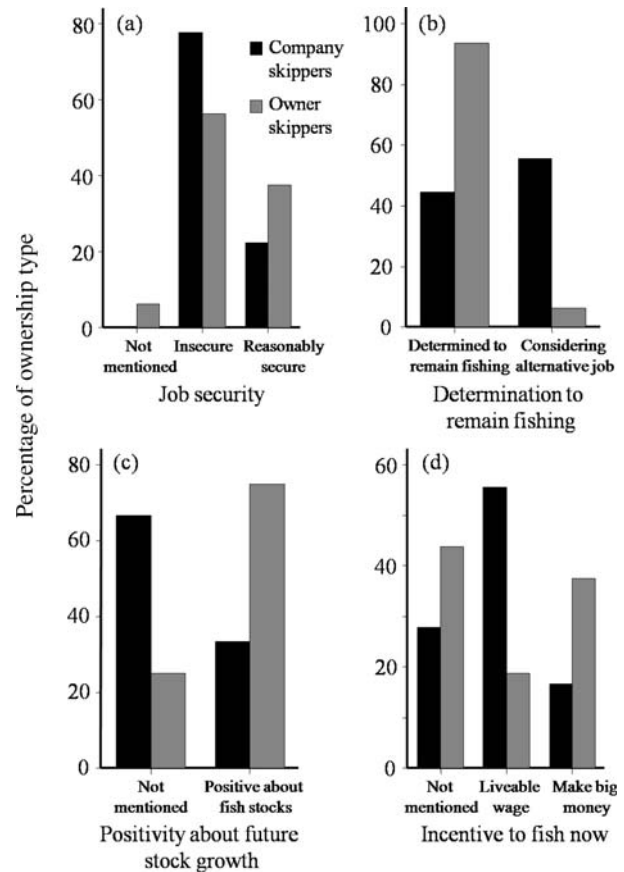 Percentage of ownership type
(a)
80
60
40
20
0
Company
skippers
Owner
skippers
Not
mentioned
Insecure
Reasonably
secure
Job security
(b)
100
80
60
40
20
0
Determined to
remain fishing
Considering
alternative job
Determination to
remain fishing
(c)
80
60
40
20
0
Not
mentioned
Positive about
fish stocks
Positivity about future
stock growth
(d)
60
40
20
0
Not
mentioned
Liveable
wage
Make big
money
Incentive to fish now